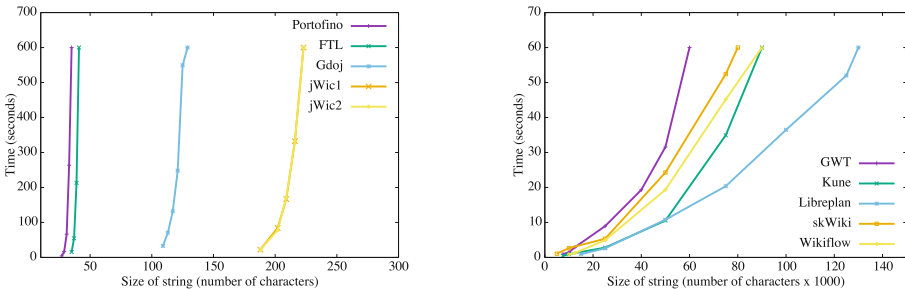 700
600
500
400
300
200
100
0
Time (seconds)
50
100
150
200
250
300
Size of string (number of characters)
Portofino
FTL
Gdoj
jWic1
jWic2
70
60
50
40
30
20
10
0
Time (seconds)
0
20
40
60
80
100
120
140
Size of string (number of characters x 1000)
GWT
Kune
Libreplan
skWiki
Wikiflow